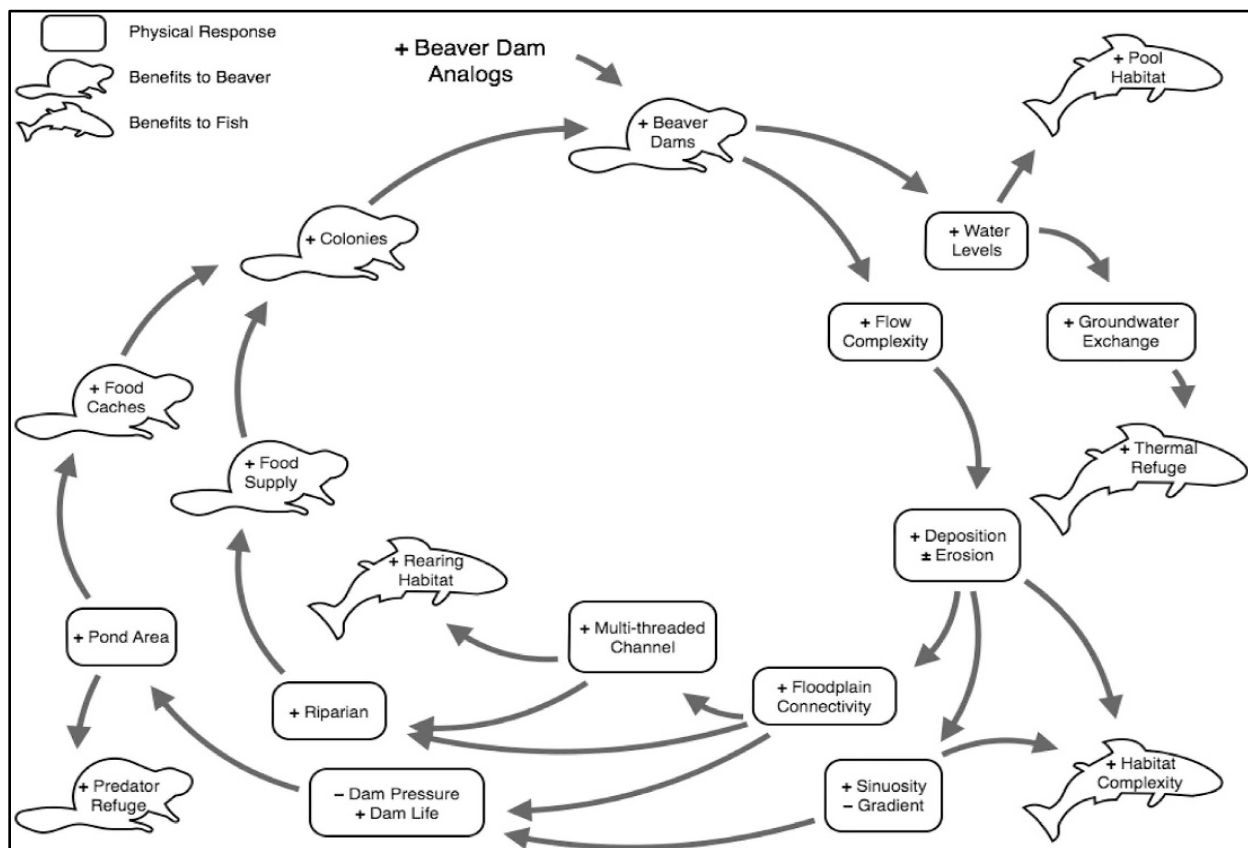 Physical Response
Benefits to Beaver
Benefits to Fish
+ Beaver Dam
Analogs
+ Beaver
Dams
+ Pool
Habitat
+ Water
Levels
+ Colonies
+ Flow
Complexity
+ Groundwater
Exchange
+ Food
Caches
+ Food
Supply
+ Thermal
Refuge
+ Deposition
± Erosion
+ Rearing
Habitat
+ Pond Area
+ Multi-threaded
Channel
+ Floodplain
Connectivity
+ Riparian
+ Predator
Refuge
– Dam Pressure
+ Dam Life
+ Sinuosity
– Gradient
+ Habitat
Complexity